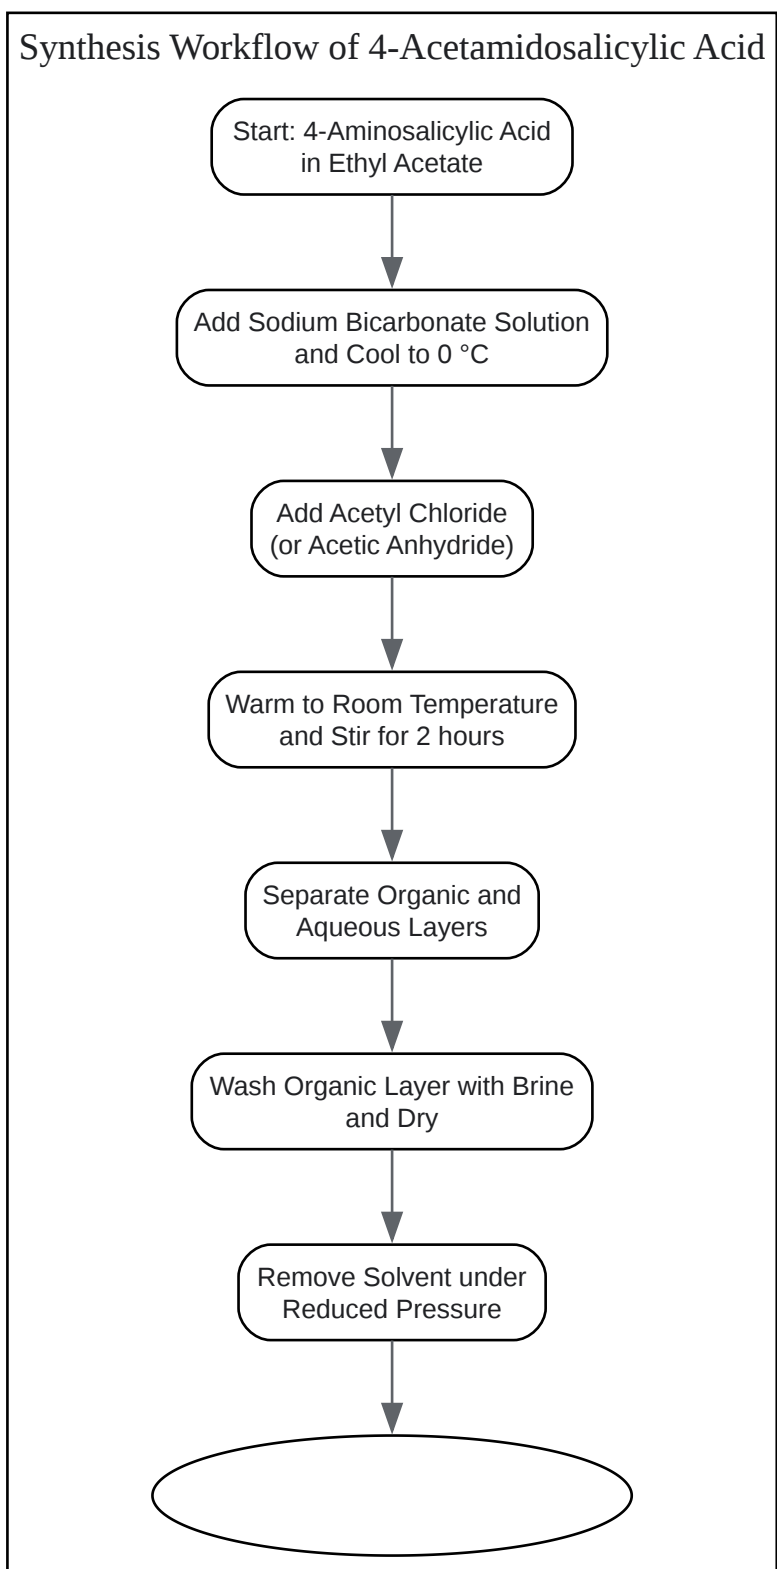 Synthesis Workflow of 4-Acetamidosalicylic Acid
Start: 4-Aminosalicylic Acid
in Ethyl Acetate
Add Sodium Bicarbonate Solution
and Cool to 0 °C
Add Acetyl Chloride
(or Acetic Anhydride)
Warm to Room Temperature
and Stir for 2 hours
Separate Organic and
Aqueous Layers
Wash Organic Layer with Brine
and Dry
Remove Solvent under
Reduced Pressure